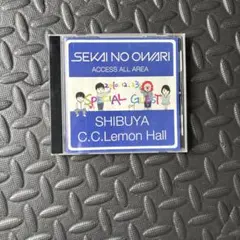 SEKAI NO OWARI
ACCESS ALL AREA
SPECIAL GUEST
SHIBUYA
C.C.Lemon Hall